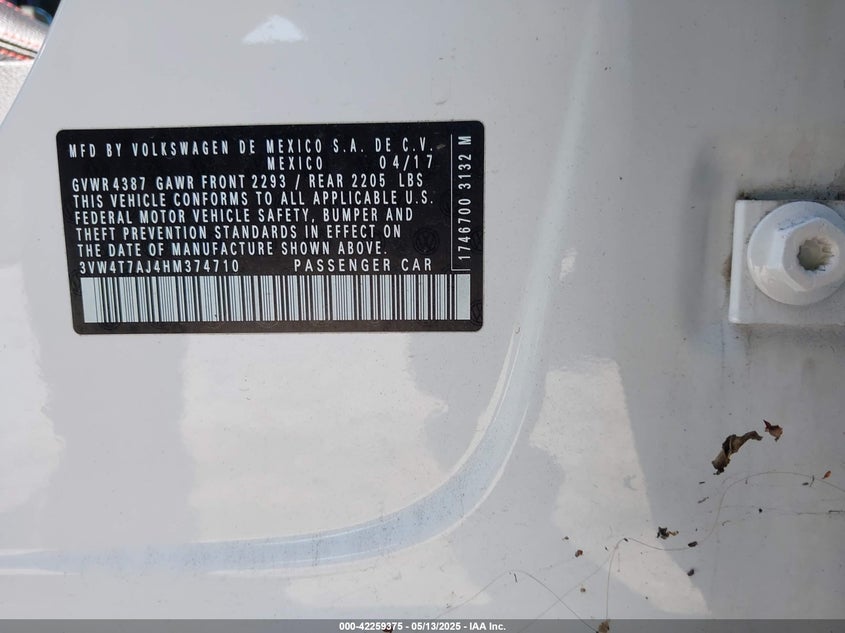 MFD BY VOLKSWAGEN DE MEXICO S.A. DE C.V.
MEXICO 04/17
GVWR 4387 GAWR FRONT 2293 / REAR 2205 LBS
THIS VEHICLE CONFORMS TO ALL APPLICABLE U.S.
FEDERAL MOTOR VEHICLE SAFETY, BUMPER AND
THEFT PREVENTION STANDARDS IN EFFECT ON
THE DATE OF MANUFACTURE SHOWN ABOVE.
3VW4T7AJ4HM374710 PASSENGER CAR
1746700 3132 M
000-42259375 - 05/13/2025 - IAA Inc.